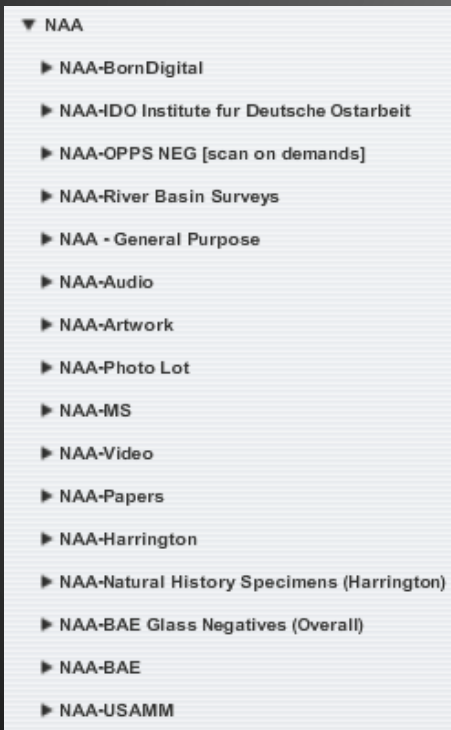 NAA
NAA-BornDigital
NAA-IDO Institute fur Deutsche Ostarbeit
NAA-OPPS NEG [scan on demands]
NAA-River Basin Surveys
NAA - General Purpose
NAA-Audio
NAA-Artwork
NAA-Photo Lot
NAA-MS
NAA-Video
NAA-Papers
NAA-Harrington
NAA-Natural History Specimens (Harrington)
NAA-BAE Glass Negatives (Overall)
NAA-BAE
NAA-USAMM